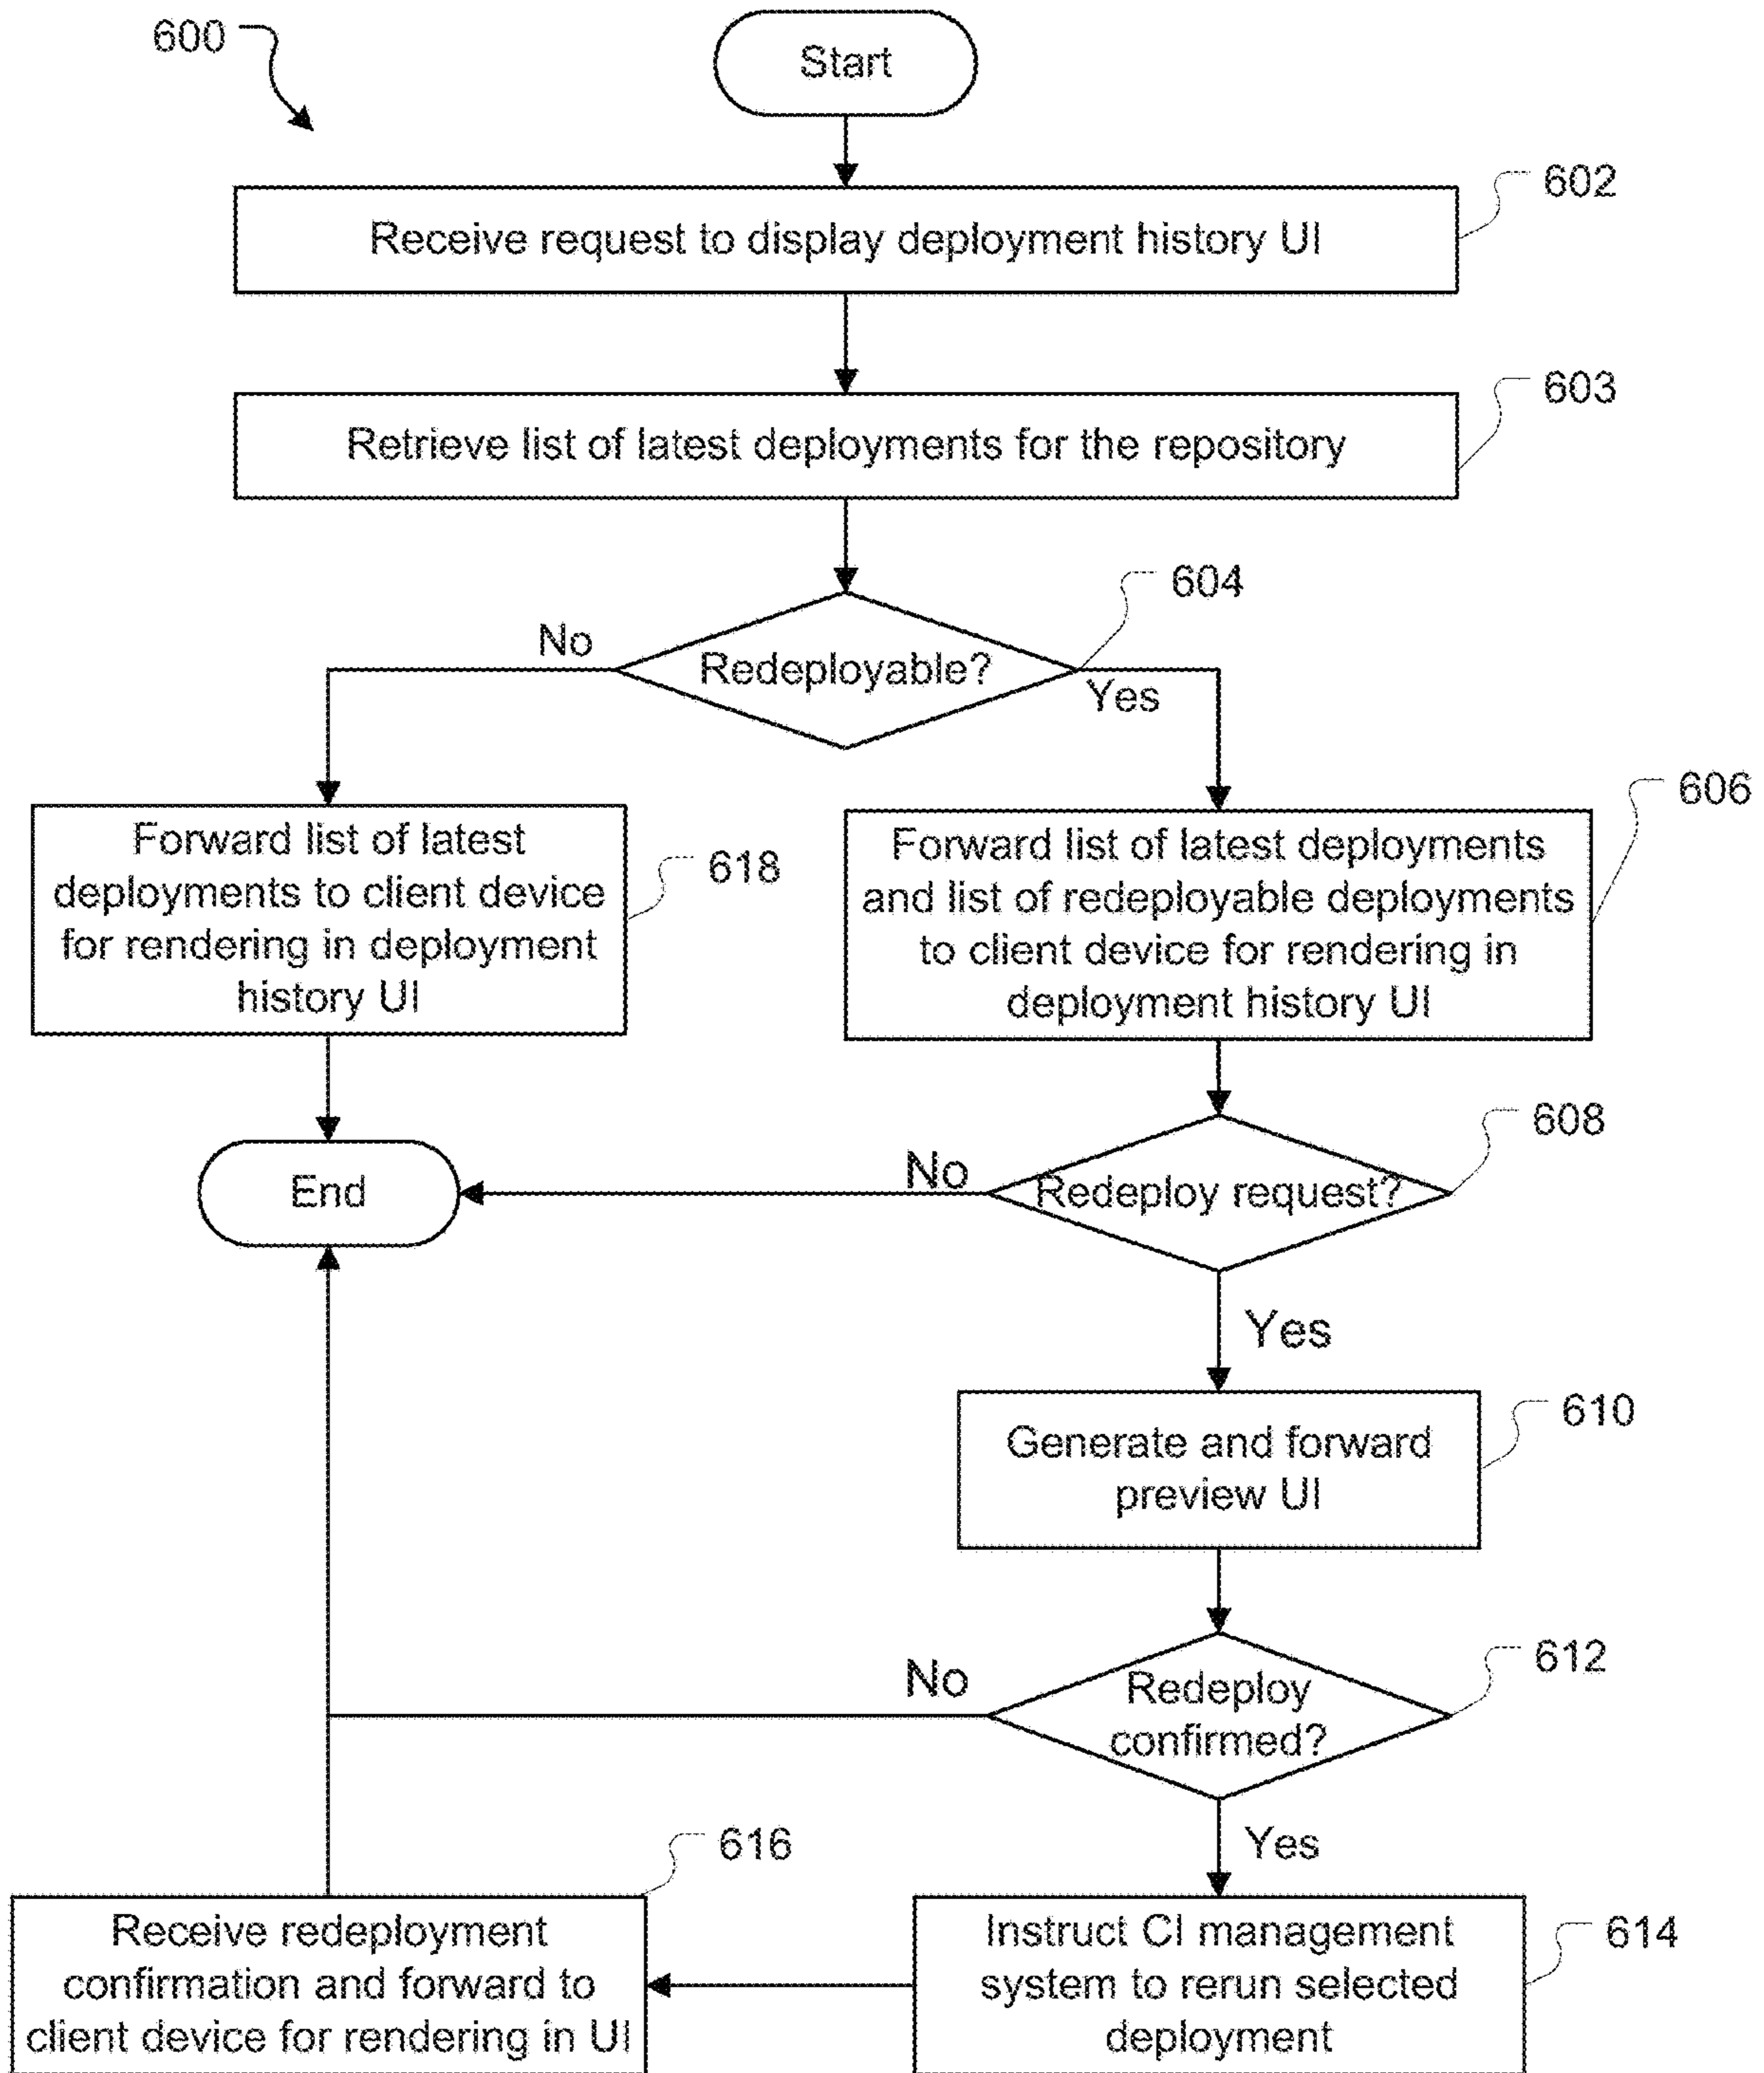 600
Start
602
Receive request to display deployment history UI
603
Retrieve list of latest deployments for the repository
604
No
Redeployable?
Yes
606
Forward list of latest
deployments to client device
for rendering in deployment
history UI
618
Forward list of latest deployments
and list of redeployable deployments
to client device for rendering in
deployment history UI
608
End
No
Redeploy request?
Yes
610
Generate and forward
preview UI
612
No
Redeploy
confirmed?
Yes
616
Receive redeployment
confirmation and forward to
client device for rendering in UI
614
Instruct CI management
system to rerun selected
deployment